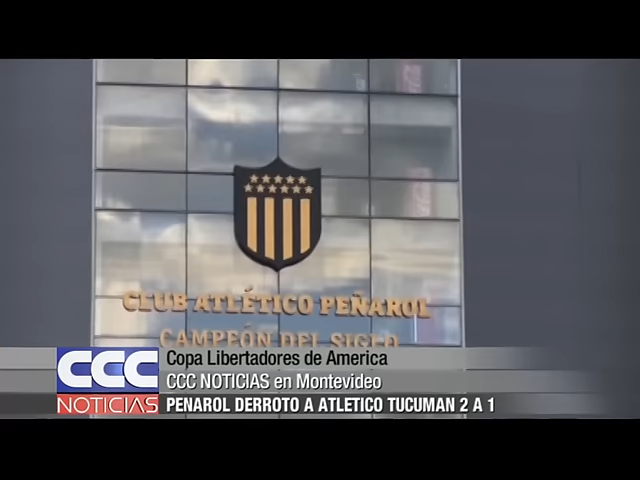 CLUB ATLÉTICO PEÑAROL
CAMPEÓN DEL SIGLO
CCC
NOTICIAS
Copa Libertadores de America
CCC NOTICIAS en Montevideo
PENAROL DERROTO A ATLETICO TUCUMAN 2 A 1